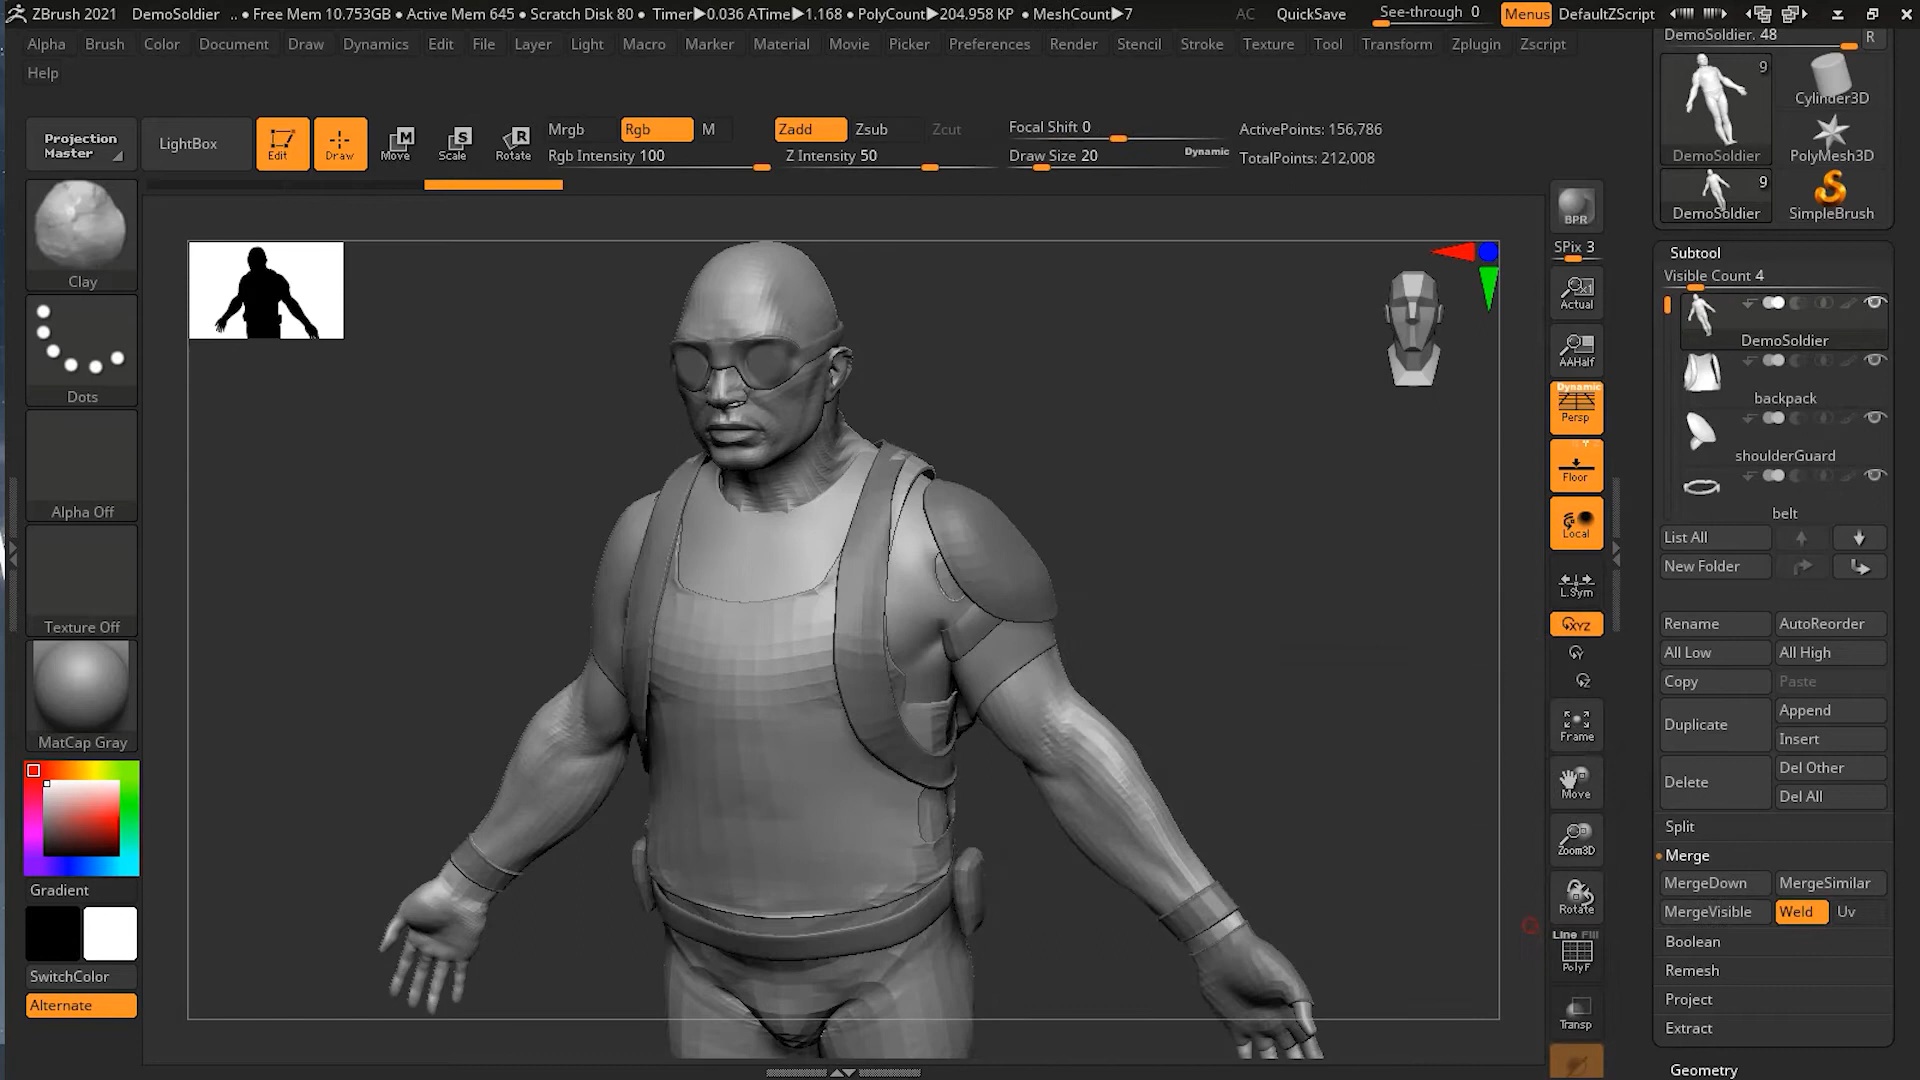 ZBrush 2021 DemoSoldier .. ● Free Mem 10.753GB ● Active Mem 645 ● Scratch Disk 80 ● Timer▶0.036 ATime▶1.168 ● PolyCount▶204.958 KP ● MeshCount▶7 AC QuickSave See-through 0 Menus DefaultZScript
Alpha Brush Color Document Draw Dynamics Edit File Layer Light Macro Marker Material Movie Picker Preferences Render Stencil Stroke Texture Tool Transform Zplugin Zscript
Help
Projection Master
LightBox
Edit
Draw
M
Move
S
Scale
R
Rotate
Mrgb Rgb M
Rgb Intensity 100
Zadd Zsub Zcut
Z Intensity 50
Focal Shift 0
Draw Size 20
Dynamic
ActivePoints: 156,786
TotalPoints: 212,008
Clay
Dots
Alpha Off
Texture Off
MatCap Gray
Gradient
SwitchColor
Alternate
BPR
SPix 3
x1
Actual
AAHalf
Dynamic
Persp
Floor
Local
L.Sym
XYZ
Y
Z
Frame
Move
Zoom3D
Rotate
Line Fill
PolyF
Transp
DemoSoldier. 48
R
9
DemoSoldier
Cylinder3D
PolyMesh3D
9
DemoSoldier
SimpleBrush
Subtool
Visible Count 4
DemoSoldier
backpack
shoulderGuard
belt
List All
New Folder
Rename AutoReorder
All Low All High
Copy Paste
Duplicate
Append
Insert
Delete
Del Other
Del All
Split
Merge
MergeDown MergeSimilar
MergeVisible Weld Uv
Boolean
Remesh
Project
Extract
Geometry